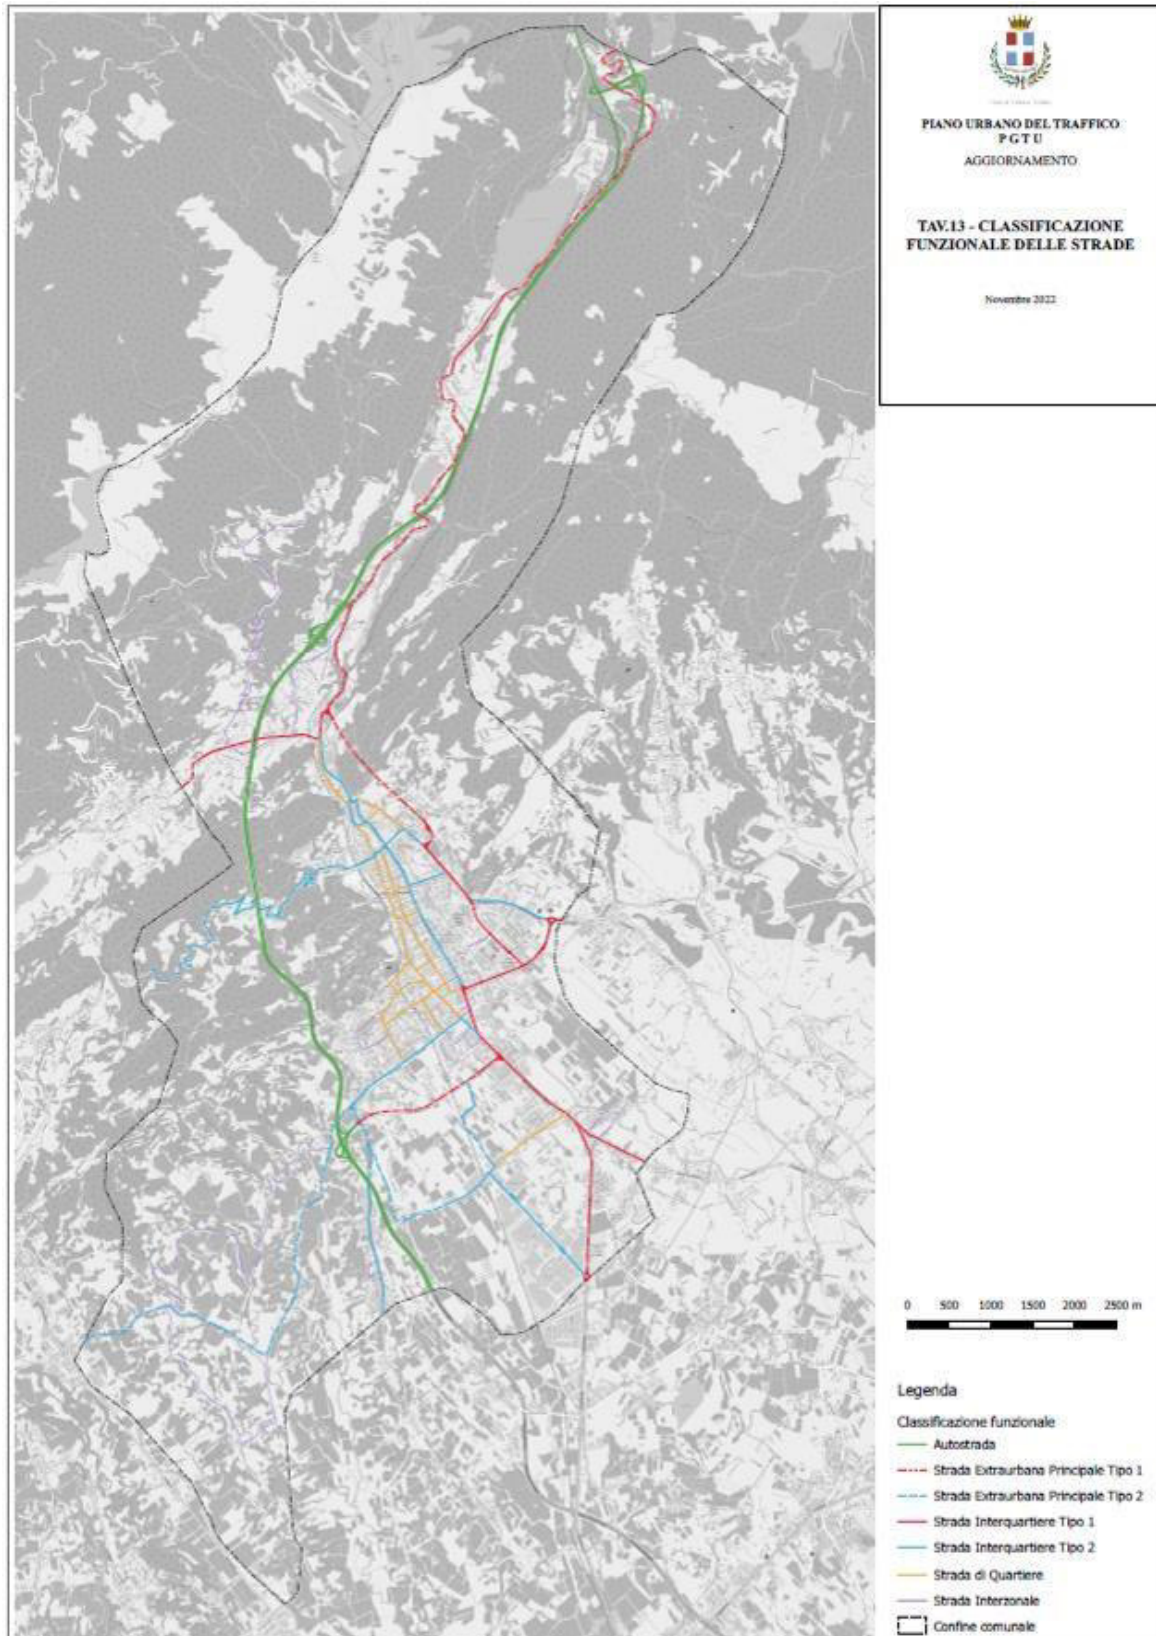 PIANO URBANO DEL TRAFFICO
P G T U
AGGIORNAMENTO
TAV.13 - CLASSIFICAZIONE
FUNZIONALE DELLE STRADE
Novembre 2022
0 500 1000 1500 2000 2500 m
Legenda
Classificazione funzionale
Autostrada
Strada Extraurbana Principale Tipo 1
Strada Extraurbana Principale Tipo 2
Strada Interquartiere Tipo 1
Strada Interquartiere Tipo 2
Strada di Quartiere
Strada Interzonale
Confine comunale